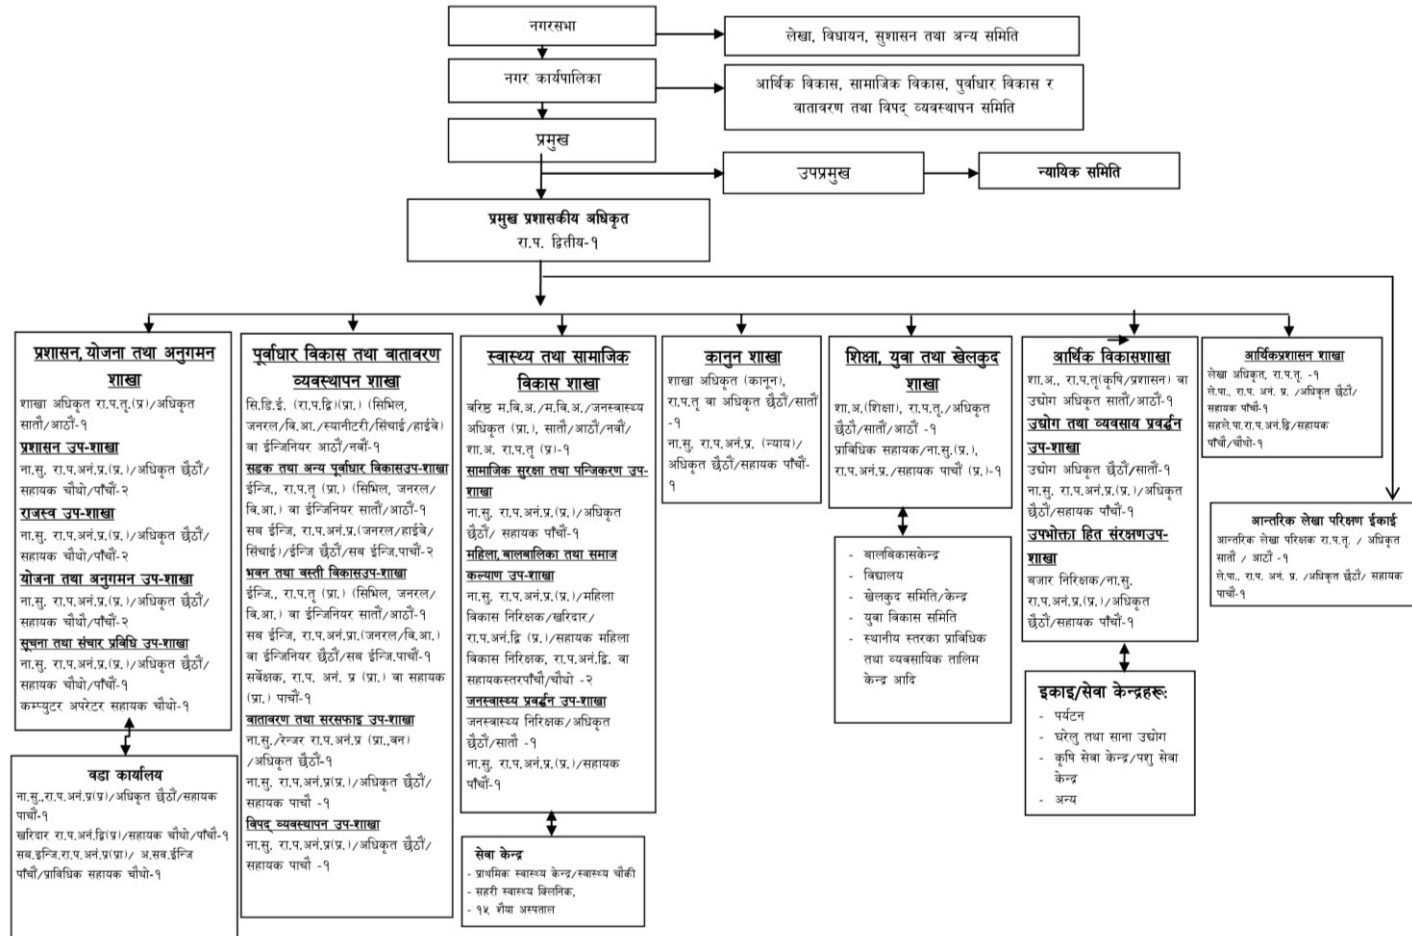 नगरसभा
लेखा, विधायन, सुशासन तथा अन्य समिति
नगर कार्यपालिका
आर्थिक विकास, सामाजिक विकास, पुर्वाधार विकास र
वातावरण तथा विपद् व्यवस्थापन समिति
प्रमुख
उपप्रमुख
न्यायिक समिति
प्रमुख प्रशासकीय अधिकृत
रा.प. द्वितीय-१
प्रशासन, योजना तथा अनुगमन
शाखा
शाखा अधिकृत रा.प.तृ.(प्र)/अधिकृत
सातौ/आठौं-१
प्रशासन उप-शाखा
ना.सु. रा.प.अनं.प्र.(प्र.)/अधिकृत छैठौं/
सहायक चौथो/पाँचौं-२
राजस्व उप-शाखा
ना.सु. रा.प.अनं.प्र.(प्र.)/अधिकृत छैठौं/
सहायक चौथो/पाँचौं-२
योजना तथा अनुगमन उप-शाखा
ना.सु. रा.प.अनं.प्र.(प्र.)/अधिकृत छैठौं/
सहायक चौथो/पाँचौं-२
सूचना तथा संचार प्रविधि उप-शाखा
ना.सु. रा.प.अनं.प्र.(प्र.)/अधिकृत छैठौं/
सहायक चौथो/पाँचौं-१
कम्प्युटर अपरेटर सहायक चौथो-१
वडा कार्यालय
ना.सु.,रा.प.अनं.प्र(प्र)/अधिकृत छैठौं/सहायक
पाचौं-१
खरिदार रा.प.अनं.द्वि(प्र)/सहायक चौथो/पाँचौं-१
सब.इन्जि.रा.प.अनं.प्र(प्रा)/ अ.सव.ईन्जि
पाँचौं/प्राविधिक सहायक चौथो-१
पूर्वाधार विकास तथा वातावरण
व्यवस्थापन शाखा
सि.डि.ई. (रा.प.द्वि)(प्रा.) (सिभिल,
जनरल/बि.आ./स्यानीटरी/सिंचाई/हाईवे)
वा ईन्जिनियर आठौं/नवौं-१
सडक तथा अन्य पूर्वाधार विकासउप-शाखा
ईन्जि., रा.प.तृ (प्रा.) (सिभिल, जनरल/
बि.आ.) वा ईन्जिनियर सातौं/आठौं-१
सब ईन्जि, रा.प.अनं.प्र.(जनरल/हाईवे/
सिंचाई)/ईन्जि छैठौं/सब ईन्जि.पाचौं-२
भवन तथा वस्ती विकासउप-शाखा
ईन्जि., रा.प.तृ (प्रा.) (सिभिल, जनरल/
बि.आ.) वा ईन्जिनियर सातौं/आठौं-१
सब ईन्जि, रा.प.अनं.प्रा.(जनरल/बि.आ.)
वा ईन्जिनियर छैठौं/सब ईन्जि.पाचौं-१
सर्वेक्षक, रा.प. अनं. प्र (प्रा.) वा सहायक
(प्रा.) पाचौं-१
वातावरण तथा सरसफाइ उप-शाखा
ना.सु./रेन्जर रा.प.अनं.प्र (प्रा.,वन)
/अधिकृत छैठौं-१
ना.सु. रा.प.अनं.प्र(प्र.)/अधिकृत छैठौं/
सहायक पाचौ -१
विपद् व्यवस्थापन उप-शाखा
ना.सु. रा.प.अनं.प्र(प्र.)/अधिकृत छैठौं/
सहायक पाचौ -१
स्वास्थ्य तथा सामाजिक
विकास शाखा
बरिष्ठ म.वि.अ./म.बि.अ./जनस्वास्थ्य
अधिकृत (प्रा.), सातौं/आठौं/नवौं/
शा.अ. रा.प.तृ (प्र)-१
सामाजिक सुरक्षा तथा पन्जिकरण उप-
शाखा
ना.सु. रा.प.अनं.प्र.(प्र.)/अधिकृत
छैठौं/ सहायक पाँचौं-१
महिला, बालबालिका तथा समाज
कल्याण उप-शाखा
ना.सु. रा.प.अनं.प्र.(प्र.)/महिला
विकास निरिक्षक/खरिदार/
रा.प.अनं.द्वि (प्र.)/सहायक महिला
विकास निरिक्षक, रा.प.अनं.द्वि. वा
सहायकस्तरपाँचौ/चौथो -२
जनस्वास्थ्य प्रवर्द्धन उप-शाखा
जनस्वास्थ्य निरिक्षक/अधिकृत
छैठौं/सातौ -१
ना.सु. रा.प.अनं.प्र.(प्र.)/सहायक
पाँचौं-१
सेवा केन्द्र
- प्राथमिक स्वास्थ्य केन्द्र/स्वास्थ्य चौकी
- सहरी स्वास्थ्य क्लिनिक,
- १५ शैया अस्पताल
कानुन शाखा
शाखा अधिकृत (कानुन),
रा.प.तृ वा अधिकृत छैठौं/सातौं
-१
ना.सु. रा.प.अनं.प्र. (न्याय)/
अधिकृत छैठौं/सहायक पाँचौं-
१
शिक्षा, युवा तथा खेलकुद
शाखा
शा.अ.(शिक्षा), रा.प.तृ./अधिकृत
छैठौ/सातौं/आठौं -१
प्राविधिक सहायक/ना.सु.(प्र.),
रा.प.अनं.प्र./सहायक पाचौं (प्र.)-१
- बालबिकासकेन्द्र
- विद्यालय
- खेलकुद समिति/केन्द्र
- युवा विकास समिति
- स्थानीय स्तरका प्राविधिक
तथा व्यवसायिक तालिम
केन्द्र आदि
आर्थिक विकासशाखा
शा.अ., रा.प.तृ(कृषि/प्रशासन) वा
उद्योग अधिकृत सातौं/आठौं-१
उद्योग तथा व्यवसाय प्रवर्द्धन
उप-शाखा
उद्योग अधिकृत छैठौं/सातौं-१
ना.सु. रा.प.अनं.प्र.(प्र.)/अधिकृत
छैठौं/सहायक पाँचौं-१
उपभोक्ता हित संरक्षणउप-
शाखा
बजार निरिक्षक/ना.सु.
रा.प.अनं.प्र.(प्र.)/अधिकृत
छैठौं/सहायक पाँचौं-१
इकाइ/सेवा केन्द्रहरू:
- पर्यटन
- घरेलु तथा साना उद्योग
- कृषि सेवा केन्द्र/पशु सेवा
केन्द्र
- अन्य
आर्थिकप्रशासन शाखा
लेखा अधिकृत, रा.प.तृ. -१
ले.पा., रा.प. अनं. प्र. /अधिकृत छैठौं/
सहायक पाँचौ-१
सहले.पा.रा.प.अनं.द्वि/सहायक
पाँचौ/चौथो-१
आन्तरिक लेखा परिक्षण ईकाई
आन्तरिक लेखा परिक्षक रा.प.तृ. / अधिकृत
सातौ / आठौ -१
ले.पा., रा.प. अनं. प्र. /अधिकृत छैठौं/ सहायक
पाचौ-१